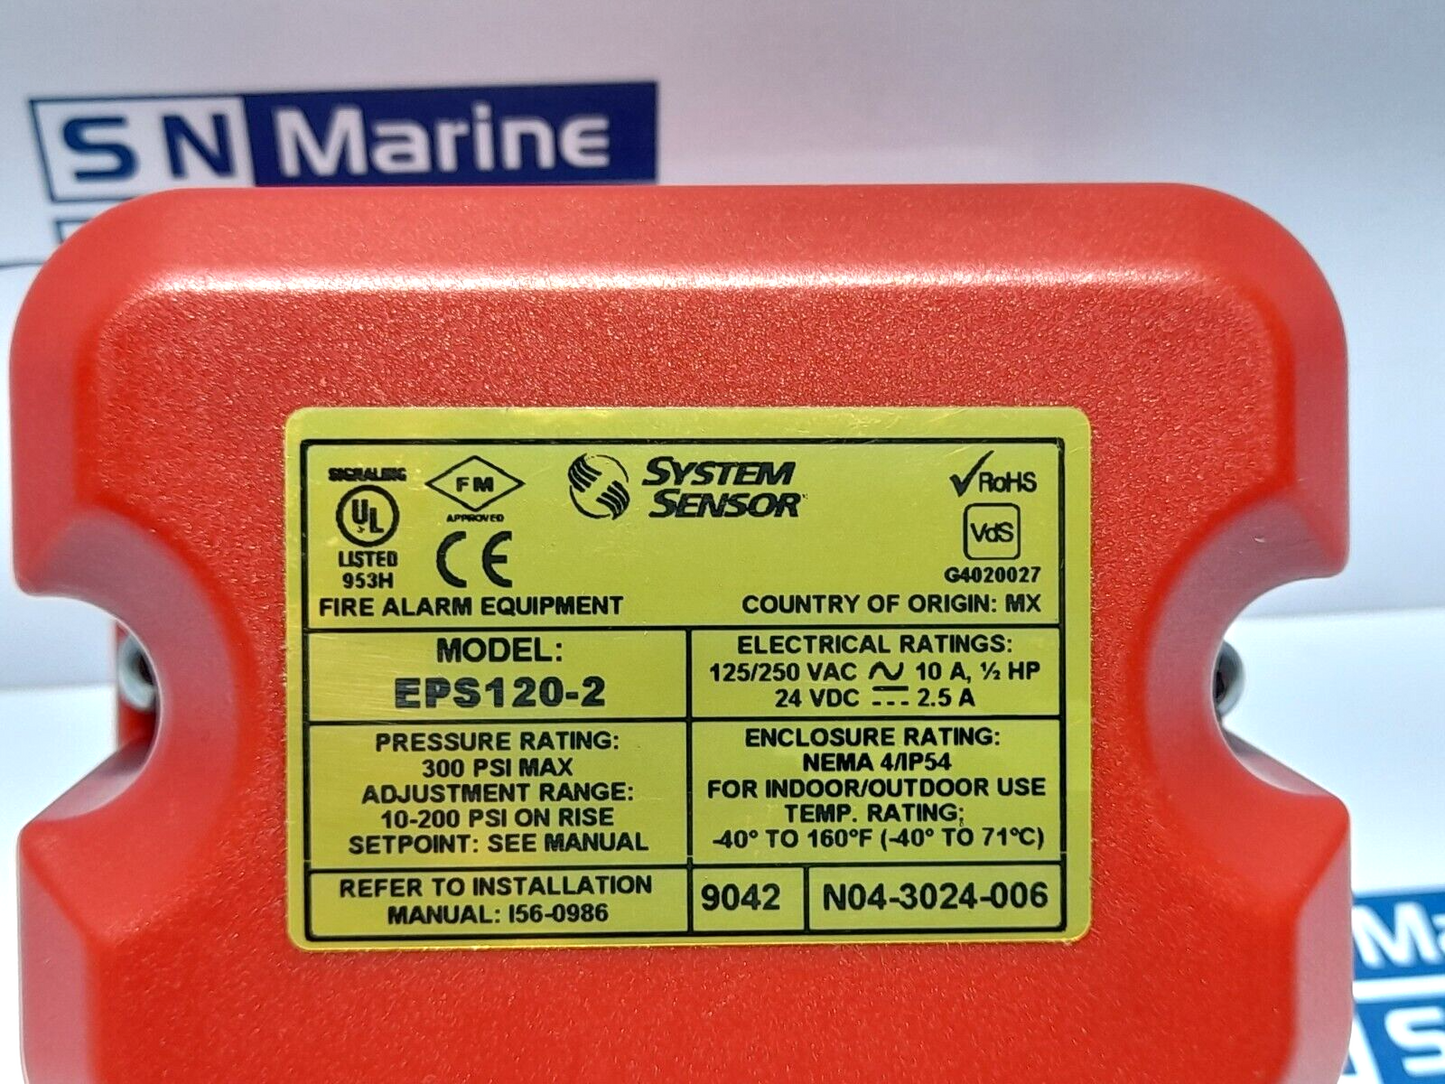 S N Marine
SIGNALING
UL
LISTED
953H
FM
APPROVED
CE
SYSTEM
SENSOR
RoHS
VdS
G4020027
FIRE ALARM EQUIPMENT
COUNTRY OF ORIGIN: MX
MODEL:
EPS120-2
ELECTRICAL RATINGS:
125/250 VAC 10 A, ½ HP
24 VDC 2.5 A
PRESSURE RATING:
300 PSI MAX
ADJUSTMENT RANGE:
10-200 PSI ON RISE
SETPOINT: SEE MANUAL
ENCLOSURE RATING:
NEMA 4/IP54
FOR INDOOR/OUTDOOR USE
TEMP. RATING:
-40° TO 160°F (-40° TO 71°C)
REFER TO INSTALLATION
MANUAL: I56-0986
9042
N04-3024-006
Ma
S